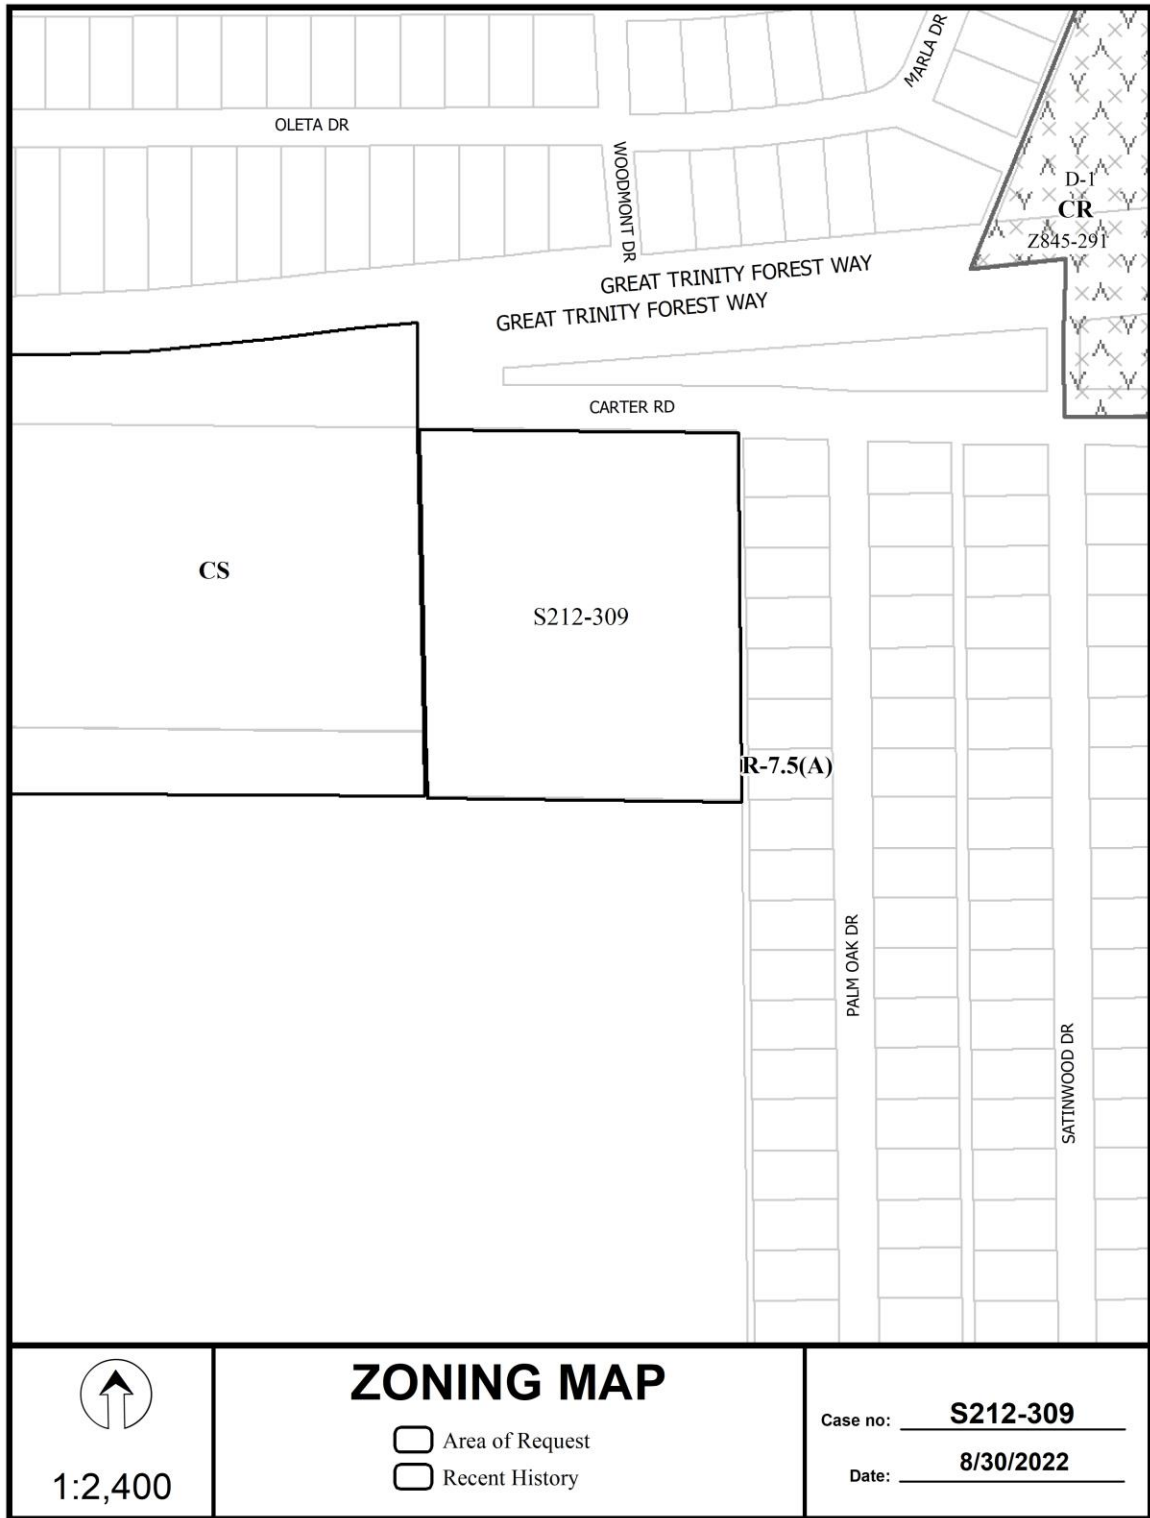 MARLA DR
OLETA DR
WOODMONT DR
D-1
CR
Z845-291
GREAT TRINITY FOREST WAY
GREAT TRINITY FOREST WAY
CARTER RD
CS
S212-309
R-7.5(A)
PALM OAK DR
SATINWOOD DR
1:2,400
ZONING MAP
Area of Request
Recent History
Case no: S212-309
Date: 8/30/2022